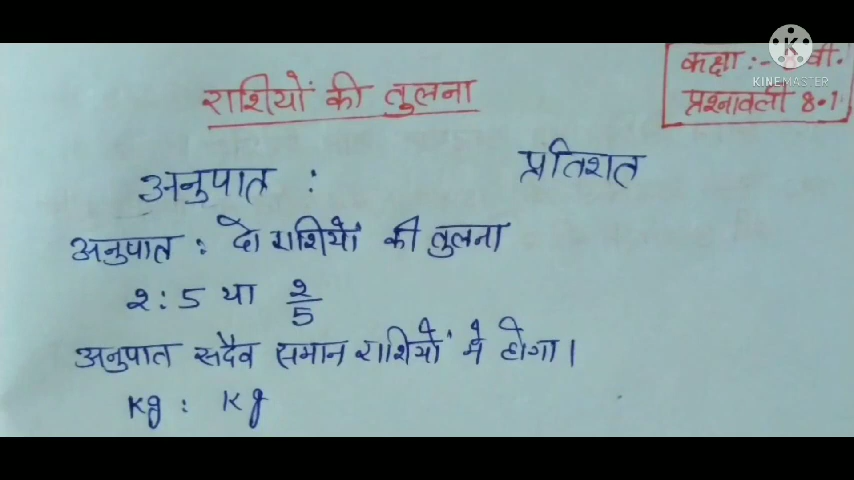 कक्षा :- वी.
KINEMASTER
प्रश्नावली 8.1
राशियों की तुलना
अनुपात : प्रतिशत
अनुपात : दो राशियों की तुलना
2 : 5 या 2/5
अनुपात सदैव समान राशियों मे होगा।
Kg : Kg